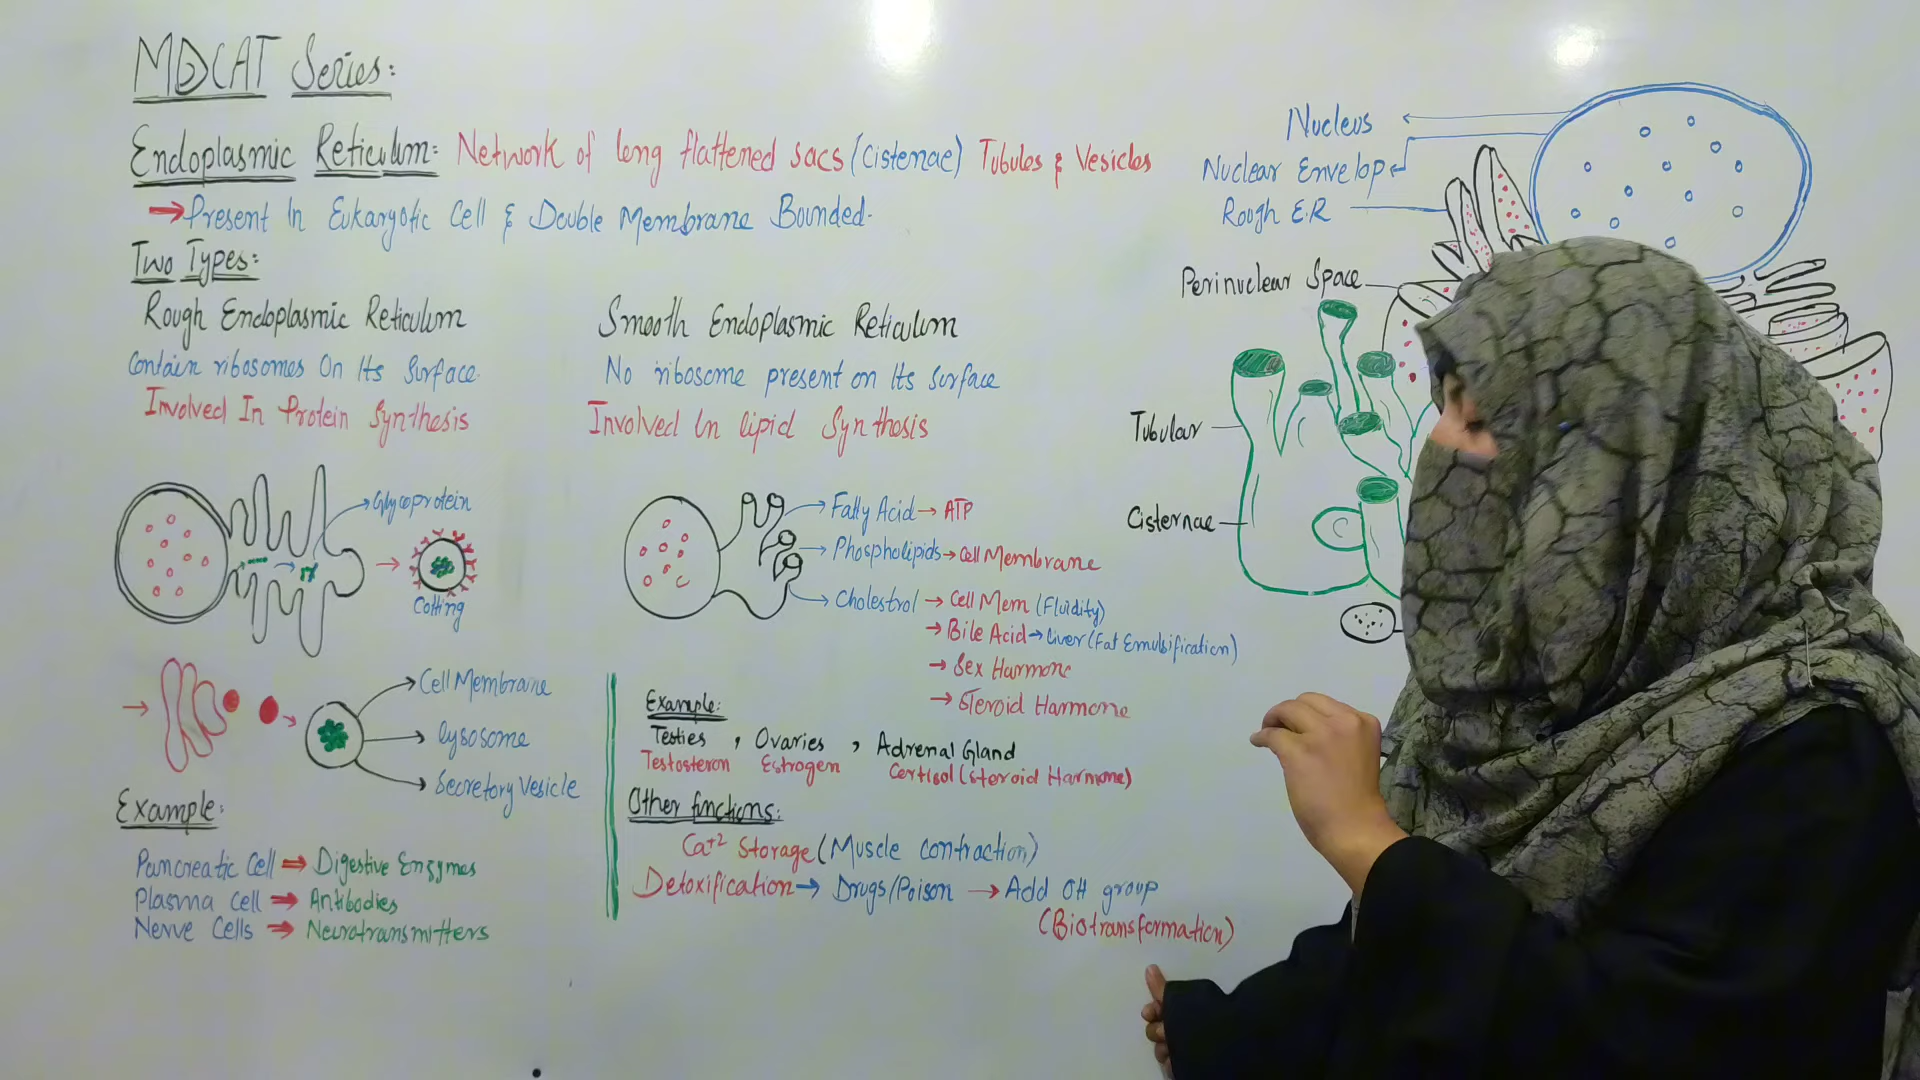 MDCAT Series:
Endoplasmic Reticulum: Network of long flattened sacs (Cisternae) Tubules & Vesicles
→ Present In Eukaryotic Cell & Double Membrane Bounded.
Two Types:
Rough Endoplasmic Reticulum
Contain ribosomes On Its Surface.
Involved In Protein Synthesis
Glycoprotein
Cotting
Cell Membrane
lysosome
Secretory Vesicle
Example:
Pancreatic Cell ⇒ Digestive Enzymes
Plasma Cell ⇒ Antibodies
Nerve Cells ⇒ Neurotransmitters
Smooth Endoplasmic Reticulum
No ribosome present on Its surface
Involved In lipid Synthesis
Fatty Acid → ATP
Phospholipids → Cell Membrane
Cholestrol → Cell Mem (Fluidity)
→ Bile Acid → Liver (Fat Emulsification)
→ Sex Harmone
→ Steroid Harmone
Example:
Testies , Ovaries , Adrenal Gland
Testosteron Estrogen Cortisol (Steroid Harmone)
Other functions:
Ca+2 Storage (Muscle contraction)
Detoxification → Drugs/Poison → Add OH group
(Biotransformation)
Nucleus
Nuclear Envelop
Rough E.R
Perinuclear Space
Tubular
Cisternae